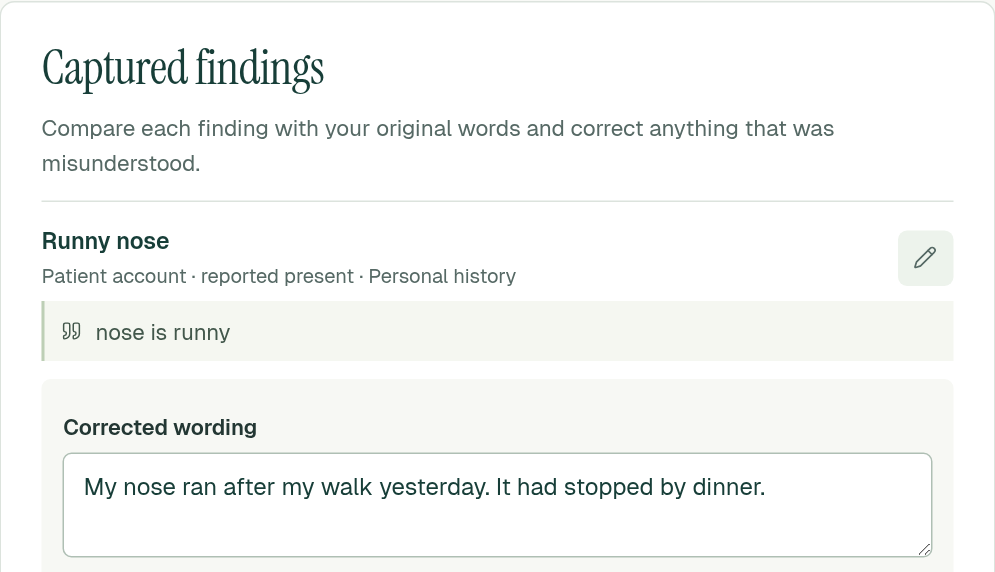 Captured findings
Compare each finding with your original words and correct anything that was
misunderstood.
Runny nose
Patient account · reported present · Personal history
nose is runny
Corrected wording
My nose ran after my walk yesterday. It had stopped by dinner.